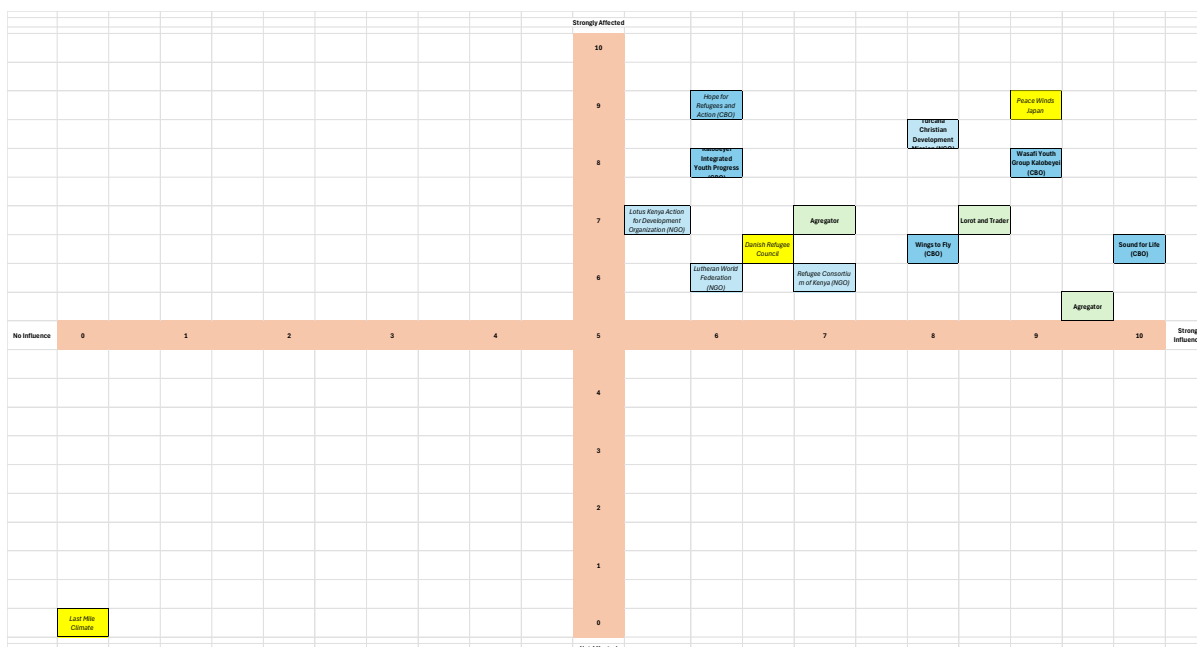 Strongly Affected
10
9
Hope for
Refugees and
Action (CBO)
Peace Winds
Japan
Turcana
Christian
Development
8
Integrated
Youth Progress
Wasafi Youth
Group Kalobeyei
(CBO)
7
Lotus Kenya Action
for Development
Organization (NGO)
Agregator
Lorot and Trader
Danish Refugee
Council
Wings to Fly
(CBO)
Sound for Life
(CBO)
6
Lutheran World
Federation
(NGO)
Refugee Consortiu
m of Kenya (NGO)
Agregator
No Influence
0
1
2
3
4
5
6
7
8
9
10
Strong
4
3
2
1
Last Mile
Climate
0